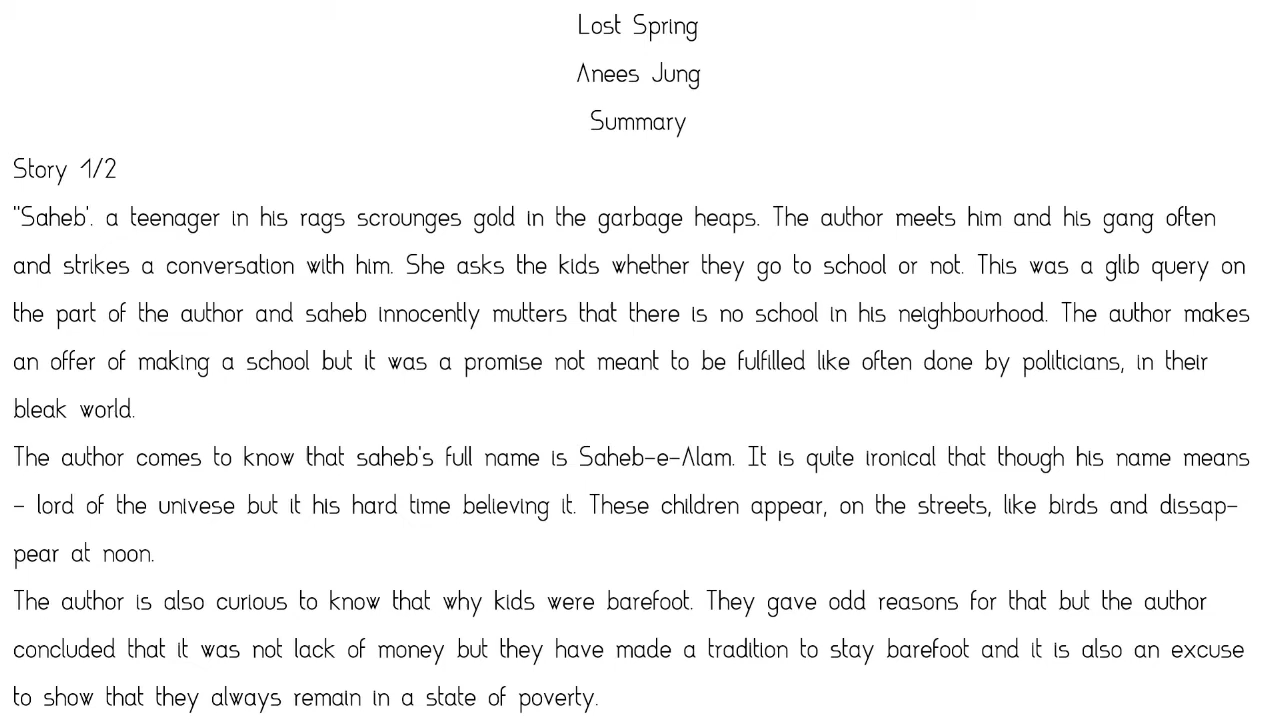 Lost Spring
Anees Jung
Summary
Story 1/2
"Saheb'. a teenager in his rags scrounges gold in the garbage heaps. The author meets him and his gang often
and strikes a conversation with him. She asks the kids whether they go to school or not. This was a glib query on
the part of the author and saheb innocently mutters that there is no school in his neighbourhood. The author makes
an offer of making a school but it was a promise not meant to be fulfilled like often done by politicians, in their
bleak world.
The author comes to know that saheb's full name is Saheb-e-Alam. It is quite ironical that though his name means
- lord of the univese but it his hard time believing it. These children appear, on the streets, like birds and dissap-
pear at noon.
The author is also curious to know that why kids were barefoot. They gave odd reasons for that but the author
concluded that it was not lack of money but they have made a tradition to stay barefoot and it is also an excuse
to show that they always remain in a state of poverty.